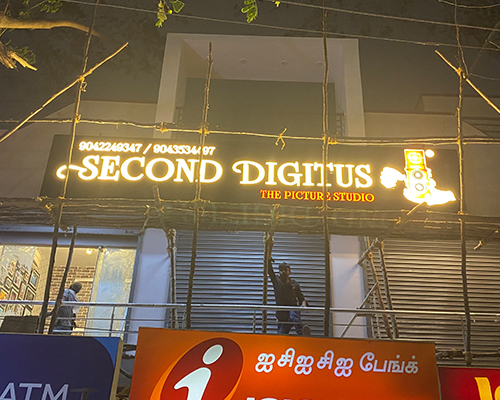 9042249347 / 9043534497
SECOND DIGITUS
THE PICTURE STUDIO
ஐசிஐசிஐ பேங்க்
ATM